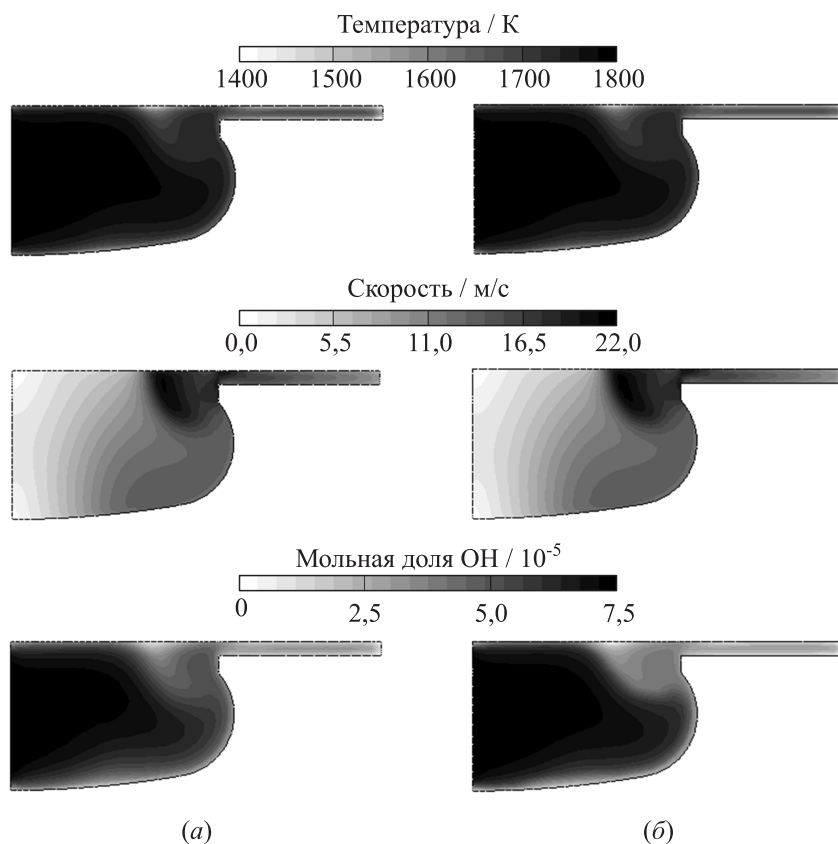 Температура / К
1400 1500 1600 1700 1800
Скорость / м/с
0,0 5,5 11,0 16,5 22,0
Мольная доля OH / 10⁻⁵
0 2,5 5,0 7,5
(а) (б)